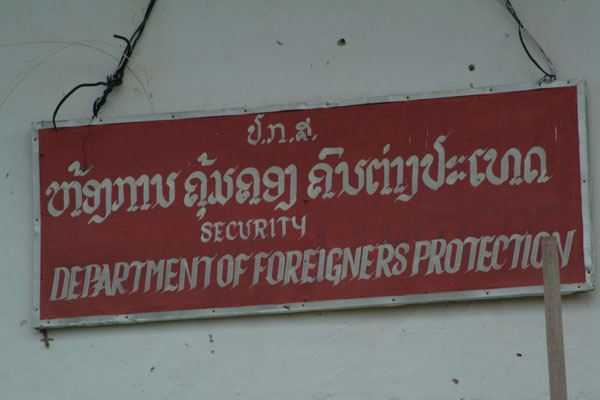 ປ.ກ.ສ.
ຫ້ອງການ ຄຸ້ມຄອງ ຄົນຕ່າງປະເທດ
SECURITY
DEPARTMENT OF FOREIGNERS PROTECTION